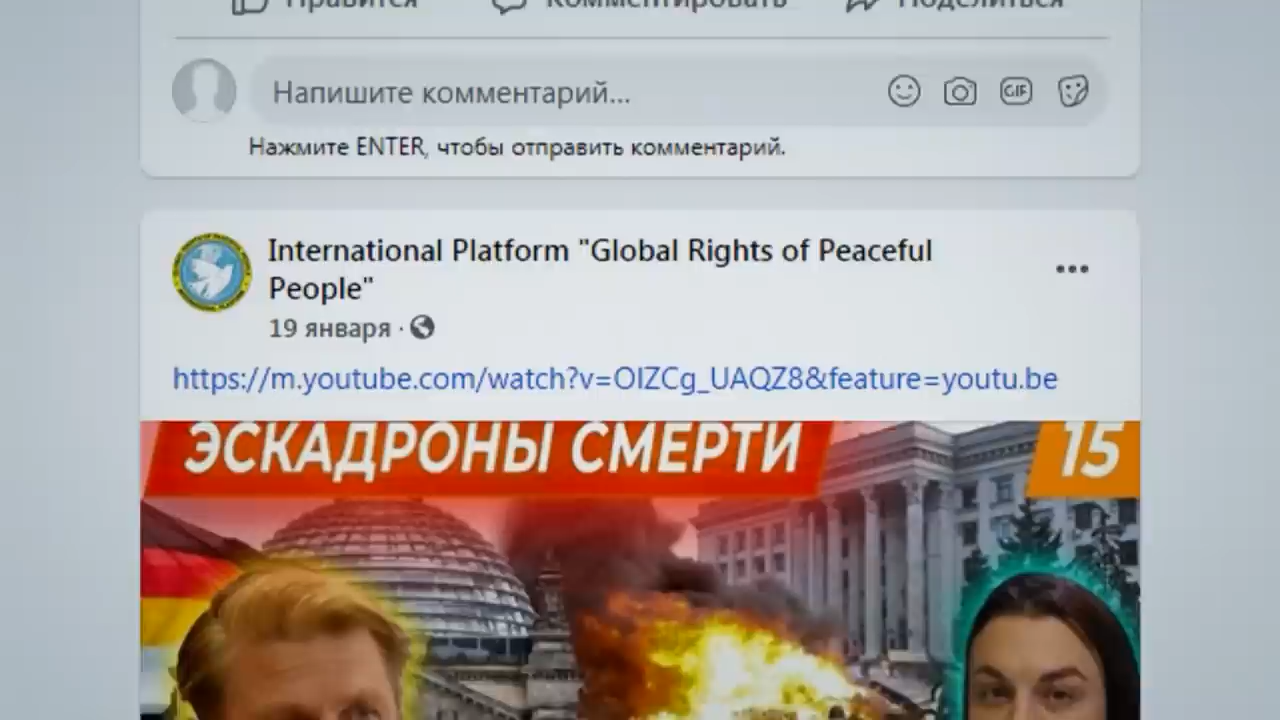 Нравится Комментировать Поделиться
Напишите комментарий...
GIF
Нажмите ENTER, чтобы отправить комментарий.
International Platform "Global Rights of Peaceful
People"
19 января ·
https://m.youtube.com/watch?v=OIZCg_UAQZ8&feature=youtu.be
ЭСКАДРОНЫ СМЕРТИ
15